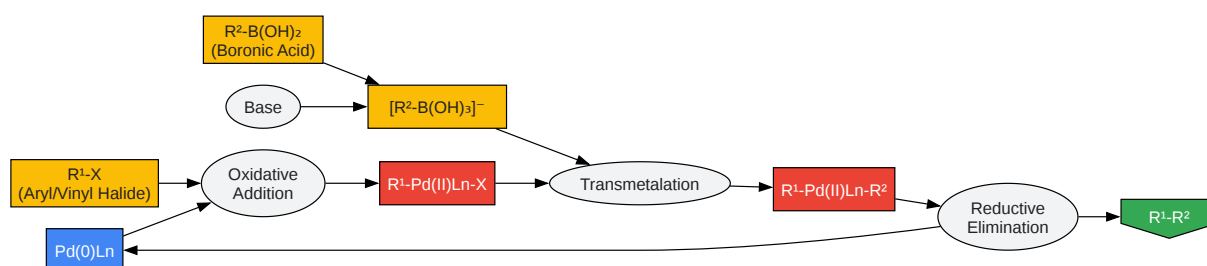 R²-B(OH)₂
(Boronic Acid)
Base
[R²-B(OH)₃]⁻
R¹-X
(Aryl/Vinyl Halide)
Oxidative
Addition
R¹-Pd(II)Ln-X
Transmetalation
R¹-Pd(II)Ln-R²
Reductive
Elimination
R¹-R²
Pd(0)Ln